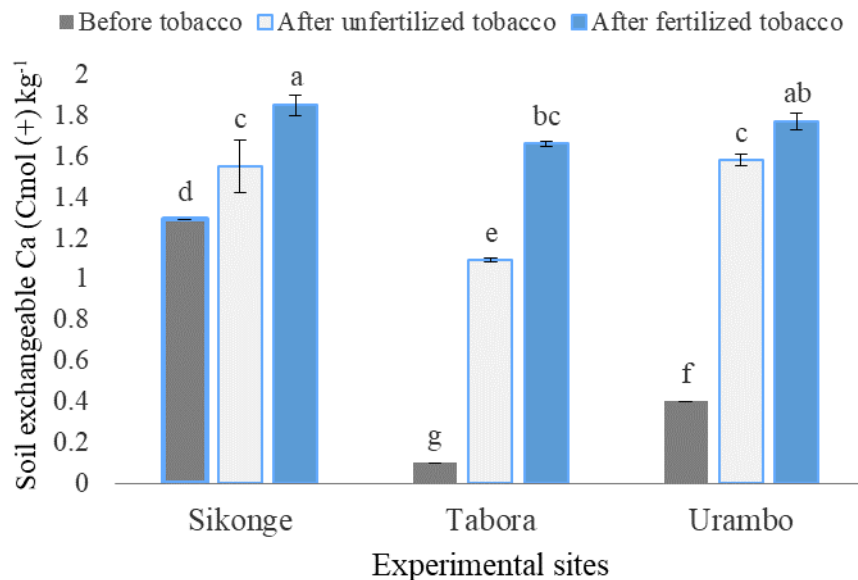 Before tobacco After unfertilized tobacco After fertilized tobacco
Soil exchangeable Ca (Cmol (+) kg⁻¹
2
1.8
1.6
1.4
1.2
1
0.8
0.6
0.4
0.2
0
d
c
a
g
e
bc
f
c
ab
Sikonge Tabora Urambo
Experimental sites